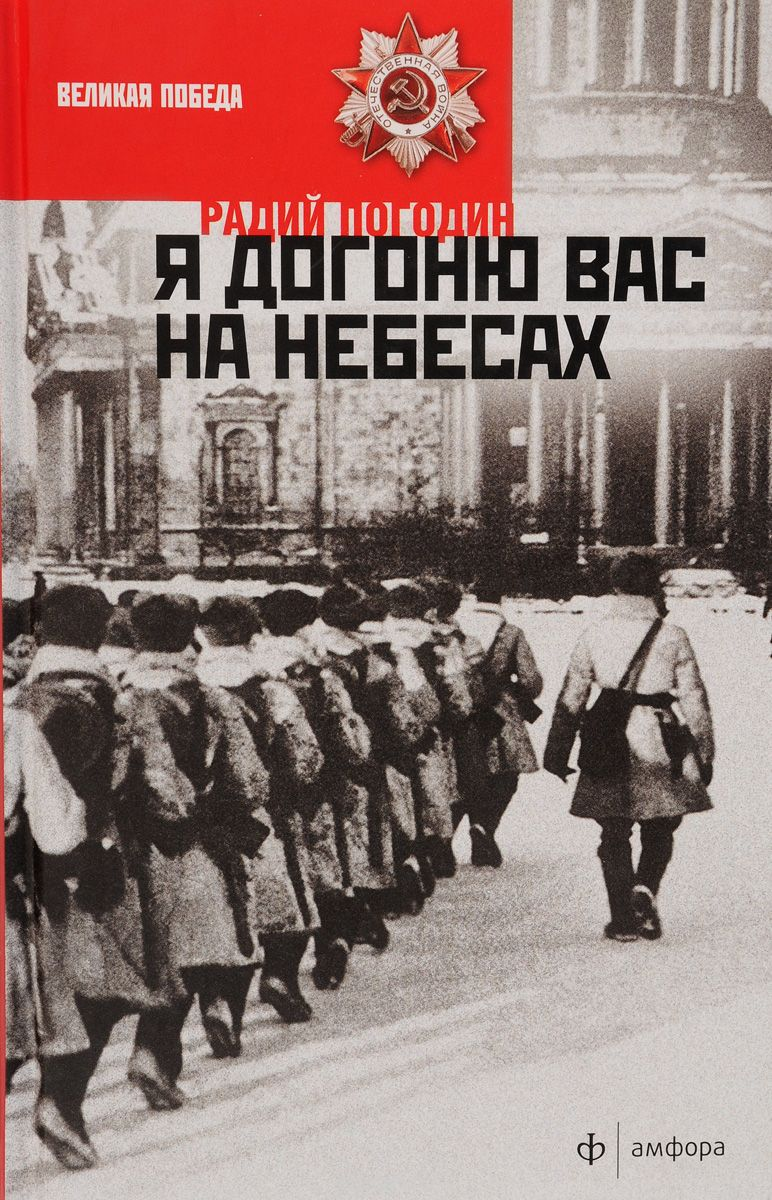 ВЕЛИКАЯ ПОБЕДА
ОТЕЧЕСТВЕННАЯ ВОЙНА
РАДИЙ ПОГОДИН
Я ДОГОНЮ ВАС
НА НЕБЕСАХ
амфора